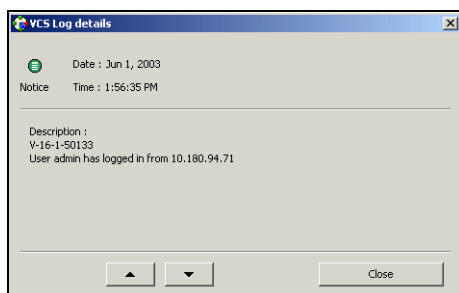 VCS Log details
Date : Jun 1, 2003
Notice Time : 1:56:35 PM
Description :
V-16-1-50133
User admin has logged in from 10.180.94.71
Close